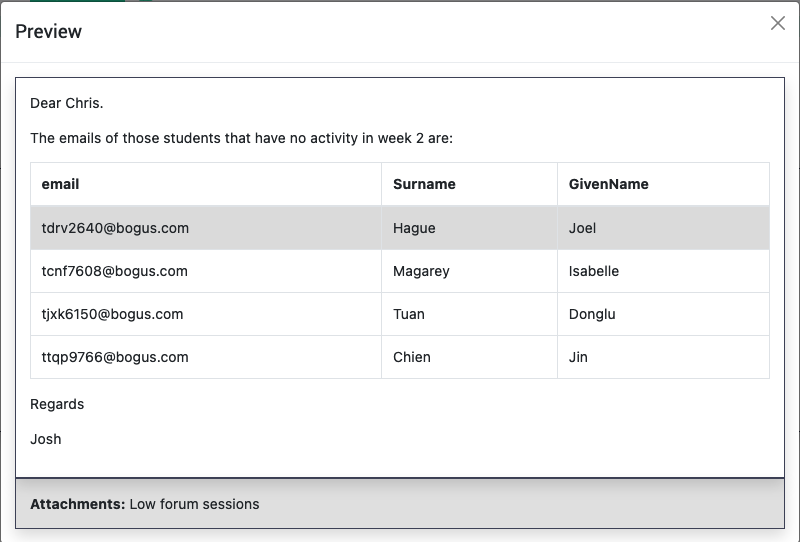 Preview
Dear Chris.
The emails of those students that have no activity in week 2 are:
email Surname GivenName
tdrv2640@bogus.com Hague Joel
tcnf7608@bogus.com Magarey Isabelle
tjxk6150@bogus.com Tuan Donglu
ttqp9766@bogus.com Chien Jin
Regards
Josh
Attachments: Low forum sessions